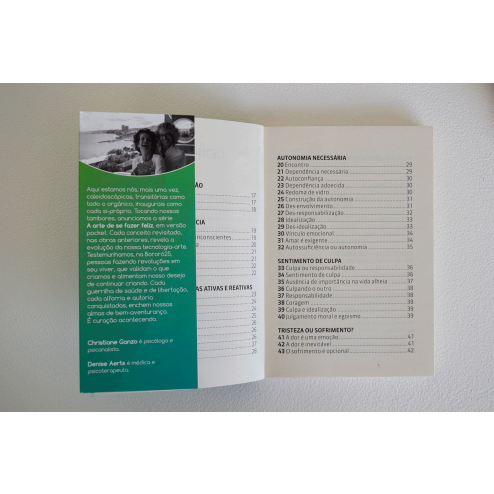 Aqui estamos nós, mais uma vez,
caleidoscópicos, transitórias como
todo o orgânico, inaugurais como
cada si-próprio. Tocando nossos
tambores, anunciamos a série
A arte de se fazer feliz, em versão
pocket. Cada conceito revisitado,
nas obras anteriores, revela a
evolução da nossa tecnologia-arte.
Testemunhamos, na Bororó25,
pessoas fazendo revoluções em
seu viver, que validam o que
criamos e alimentam nosso desejo
de continuar criando. Cada
guerrilha de saúde e de libertação,
cada alforria e autoria
conquistadas, enchem nossas
almas de bem-aventurança.
É curação acontecendo.
Christiane Ganzo é psicóloga e
psicanalista.
Denise Aerts é médica e
psicoterapeuta.
ÃO
17
17
18
CIA
19
inconscientes 19
20
21
22
22
AS ATIVAS E REATIVAS
23
23
24
24
25
25
26
26
27
28
AUTONOMIA NECESSÁRIA
20 Encontro 29
21 Dependência necessária 29
22 Autoconfiança 30
23 Dependência adoecida 30
24 Redoma de vidro 30
25 Construção da autonomia 31
26 Des-envolvimento 31
27 Des-responsabilização 32
28 Idealização 33
29 Des-idealização 33
30 Vínculo emocional 34
31 Amar é exigente 34
32 Autossuficiência ou autonomia 35
SENTIMENTO DE CULPA
33 Culpa ou responsabilidade 36
34 Sentimento de culpa 36
35 Ausência de importância na vida alheia 37
36 Culpando o outro 38
37 Responsabilidade 38
38 Coragem 39
39 Culpa e idealização 39
40 Julgamento moral e egoísmo 39
TRISTEZA OU SOFRIMENTO?
41 A dor é uma emoção 41
42 A dor é inevitável 41
43 O sofrimento é opcional 42